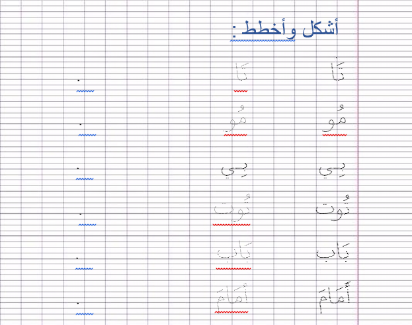 أشكل وأخطط :
تَا تَا .
مُو مُو .
بِي بِي .
تُوت تُوت .
بَاب بَاب .
أَمَامَ أَمَامَ .